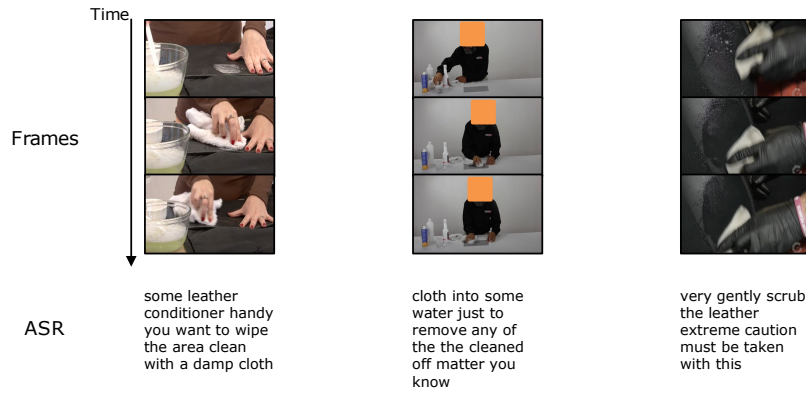 Time
Frames
ASR
some leather
conditioner handy
you want to wipe
the area clean
with a damp cloth
cloth into some
water just to
remove any of
the the cleaned
off matter you
know
very gently scrub
the leather
extreme caution
must be taken
with this